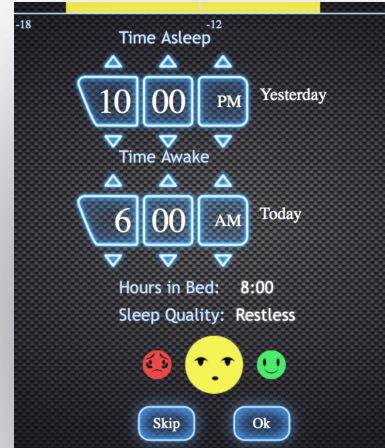 -18 -12
Time Asleep
10 00 PM Yesterday
Time Awake
6 00 AM Today
Hours in Bed: 8:00
Sleep Quality: Restless
Skip Ok